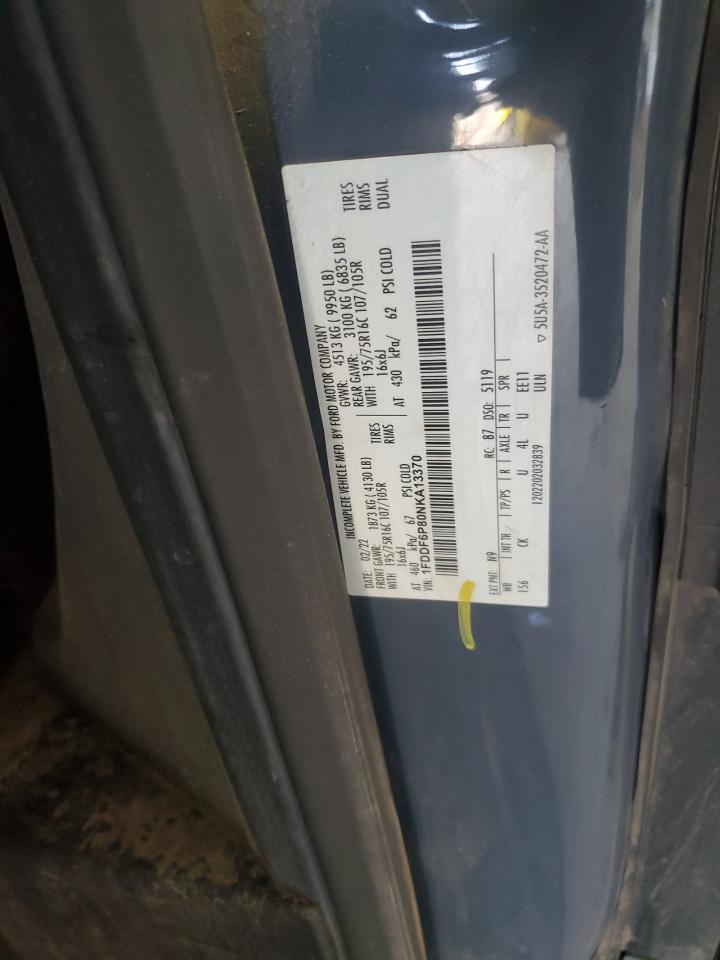 INCOMPLETE VEHICLE MFD. BY FORD MOTOR COMPANY
DATE: 02/22 GVWR: 4513 KG ( 9950 LB)
FRONT GAWR: 1873 KG ( 4130 LB) REAR GAWR: 3100 KG ( 6835 LB)
WITH 195/75R16C 107/105R TIRES WITH 195/75R16C 107/105R TIRES
16x6J RIMS 16x6J RIMS
AT 460 kPa/ 67 PSI COLD AT 430 kPa/ 62 PSI COLD DUAL
VIN: 1FDDF6P80NKA13370
EXT PNT: N9 RC: 87 DSO: 5119
WB INT TR TP/PS R AXLE TR SPR
156 CK U 4L U EE11
1202202032839 ULN
▽ 5U5A-3520472-AA